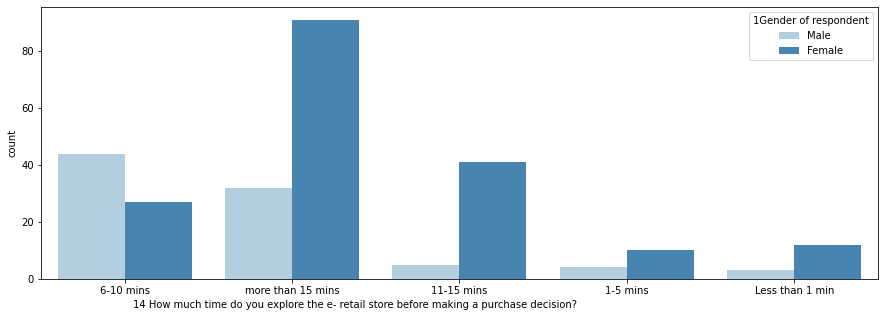 1Gender of respondent
Male
Female
count
80
60
40
20
0
6-10 mins
more than 15 mins
11-15 mins
1-5 mins
Less than 1 min
14 How much time do you explore the e- retail store before making a purchase decision?